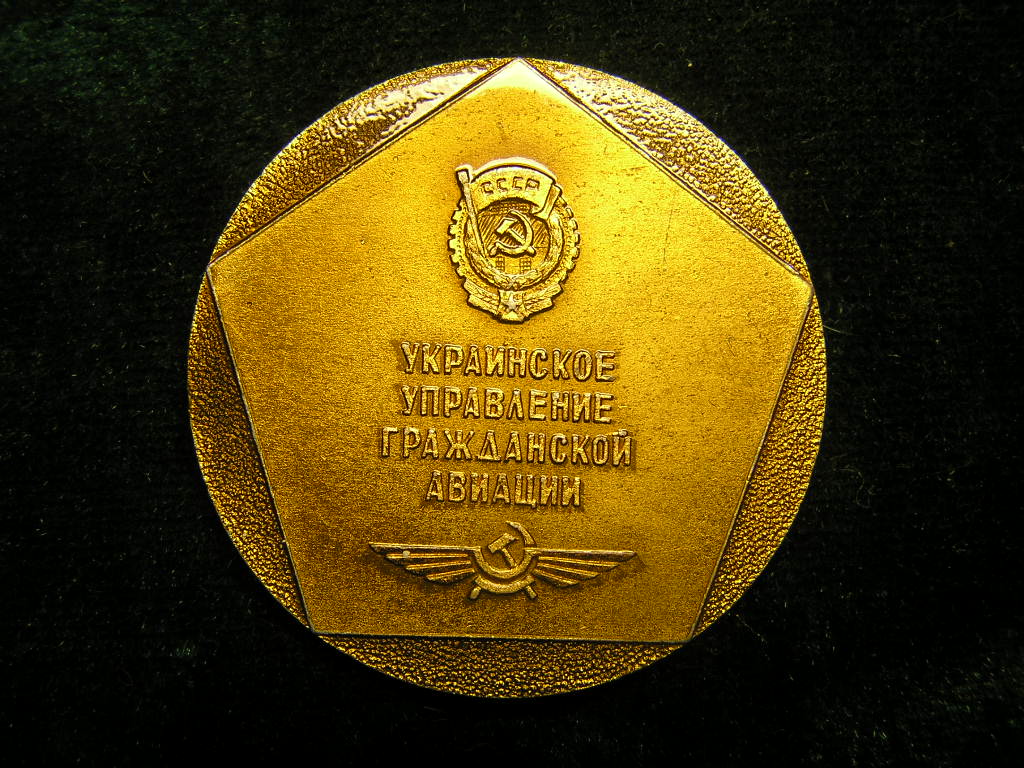 СССР
УКРАИНСКОЕ
УПРАВЛЕНИЕ
ГРАЖДАНСКОЙ
АВИАЦИИ